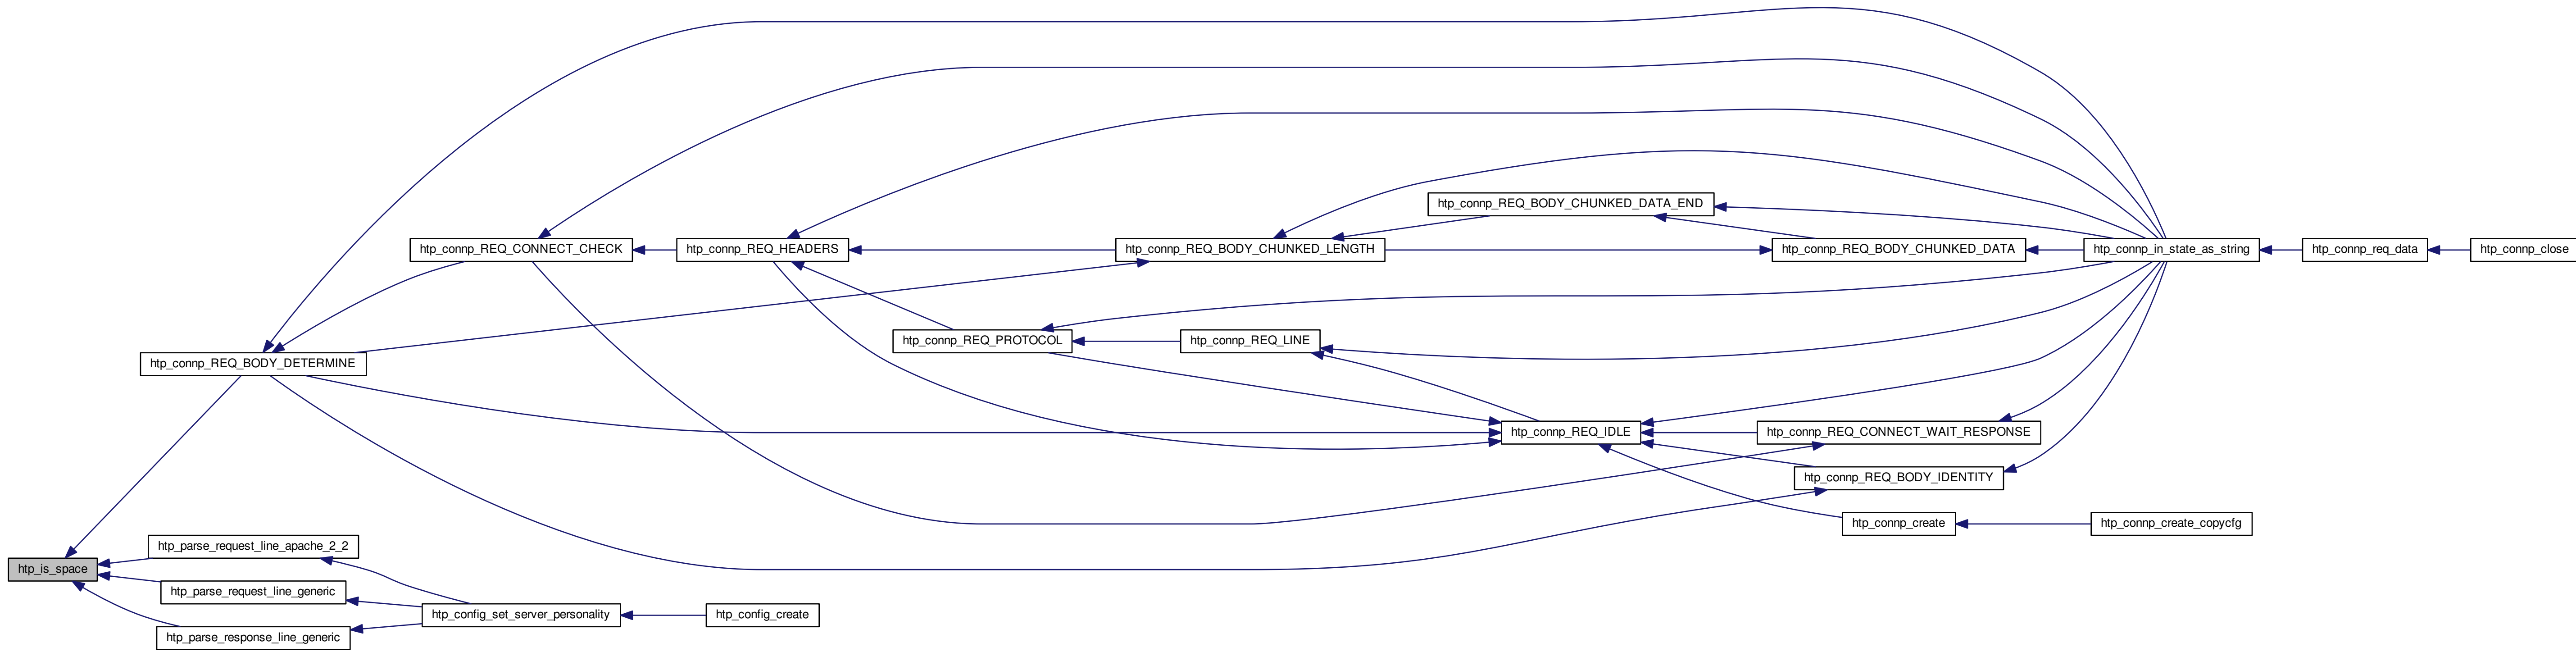 htp_connp_REQ_BODY_CHUNKED_DATA_END
htp_connp_REQ_CONNECT_CHECK
htp_connp_REQ_HEADERS
htp_connp_REQ_BODY_CHUNKED_LENGTH
htp_connp_REQ_BODY_CHUNKED_DATA
htp_connp_in_state_as_string
htp_connp_req_data
htp_connp_close
htp_connp_REQ_PROTOCOL
htp_connp_REQ_LINE
htp_connp_REQ_BODY_DETERMINE
htp_connp_REQ_IDLE
htp_connp_REQ_CONNECT_WAIT_RESPONSE
htp_connp_REQ_BODY_IDENTITY
htp_connp_create
htp_connp_create_copycfg
htp_parse_request_line_apache_2_2
htp_is_space
htp_parse_request_line_generic
htp_config_set_server_personality
htp_config_create
htp_parse_response_line_generic